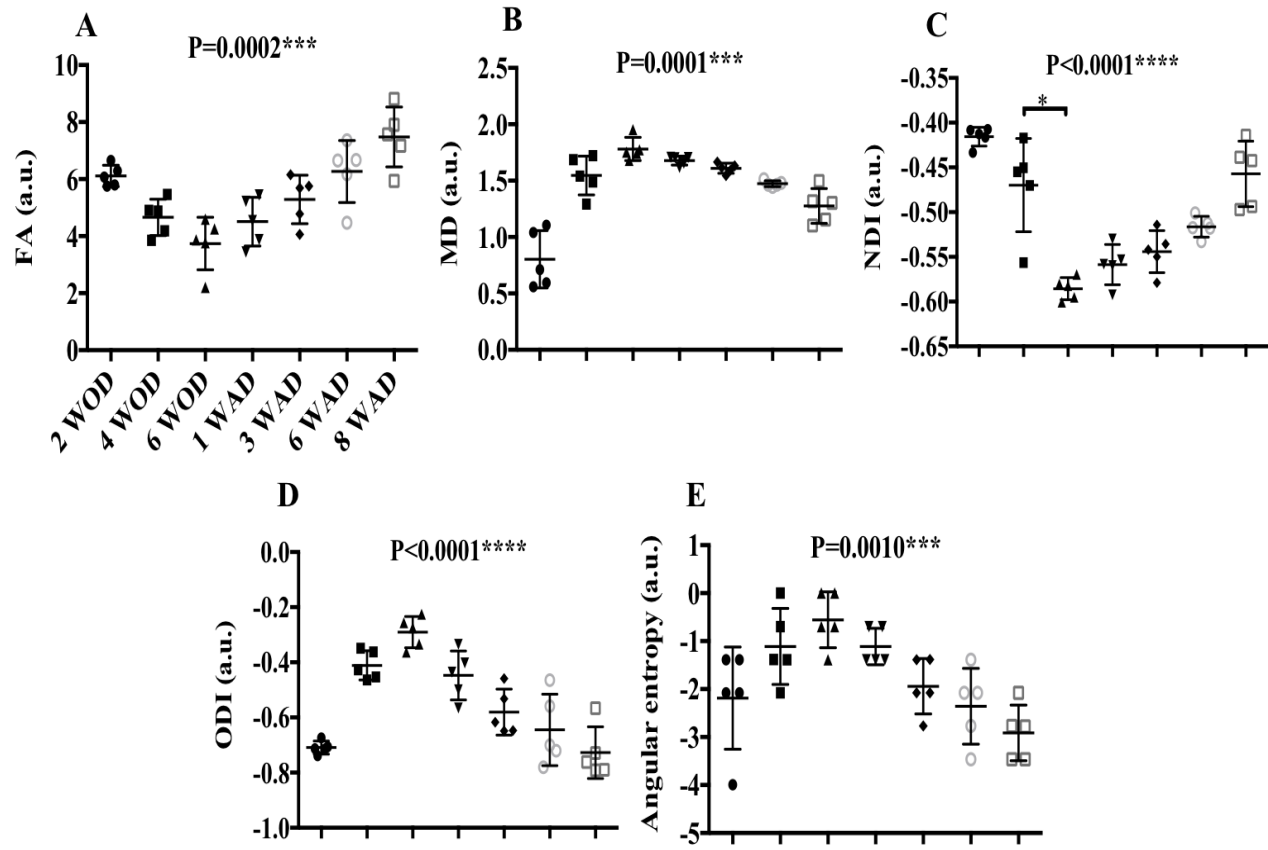 A
P=0.0002***
FA (a.u.)
10
8
6
4
2
0
2 WOD
4 WOD
6 WOD
1 WAD
3 WAD
6 WAD
8 WAD
B
P=0.0001***
MD (a.u.)
2.5
2.0
1.5
1.0
0.5
0.0
C
P<0.0001****
*
NDI (a.u.)
-0.35
-0.40
-0.45
-0.50
-0.55
-0.60
-0.65
D
P<0.0001****
ODI (a.u.)
0.0
-0.2
-0.4
-0.6
-0.8
-1.0
E
P=0.0010***
Angular entropy (a.u.)
1
0
-1
-2
-3
-4
-5